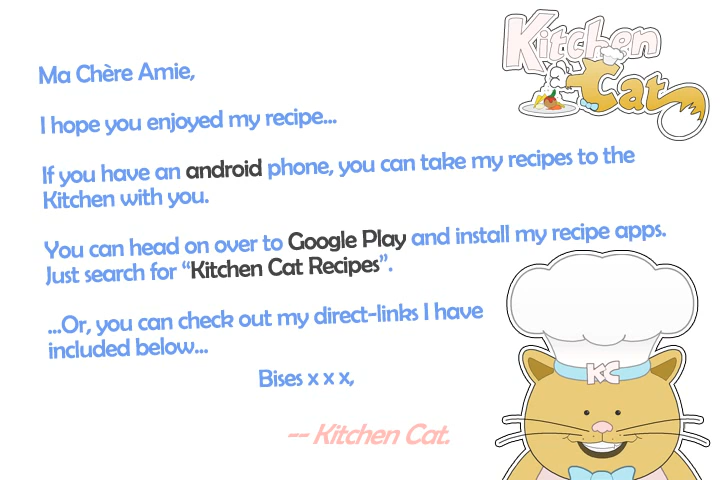 Kitchen
Cat
Ma Chère Amie,
I hope you enjoyed my recipe...
If you have an android phone, you can take my recipes to the
Kitchen with you.
You can head on over to Google Play and install my recipe apps.
Just search for “Kitchen Cat Recipes”.
...Or, you can check out my direct-links I have
included below...
Bises x x x,
-- Kitchen Cat.
KC